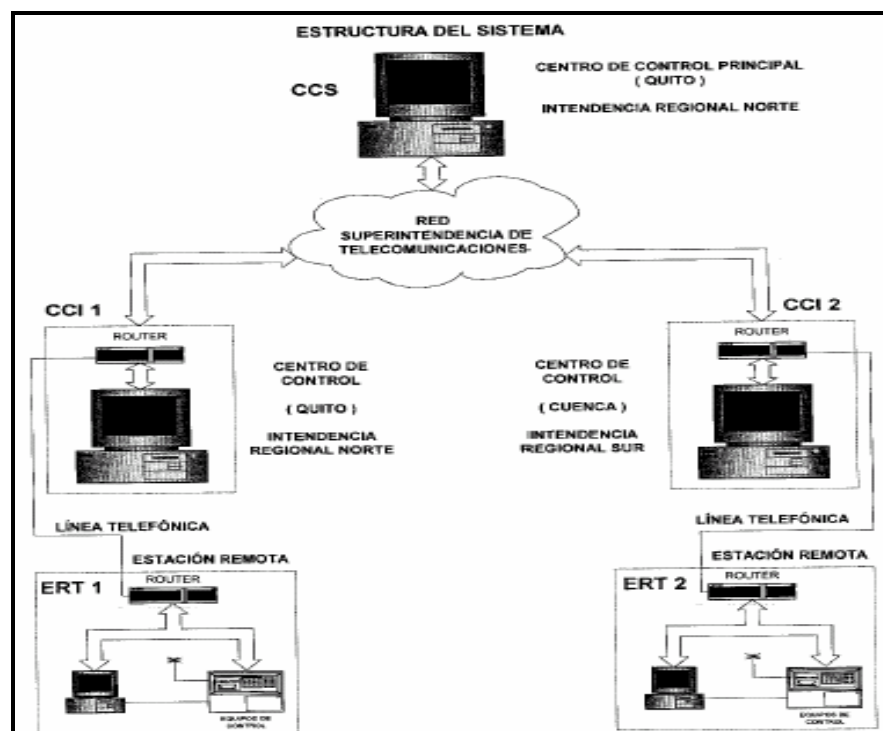 ESTRUCTURA DEL SISTEMA
CCS
CENTRO DE CONTROL PRINCIPAL
( QUITO )
INTENDENCIA REGIONAL NORTE
RED
SUPERINTENDENCIA DE
TELECOMUNICACIONES
CCI 1
ROUTER
CENTRO DE
CONTROL
( QUITO )
INTENDENCIA
REGIONAL NORTE
CCI 2
ROUTER
CENTRO DE
CONTROL
( CUENCA )
INTENDENCIA
REGIONAL SUR
LÍNEA TELEFÓNICA
ESTACIÓN REMOTA
ERT 1
ROUTER
EQUIPOS DE
CONTROL
LÍNEA TELEFÓNICA
ESTACIÓN REMOTA
ERT 2
ROUTER
EQUIPOS DE
CONTROL